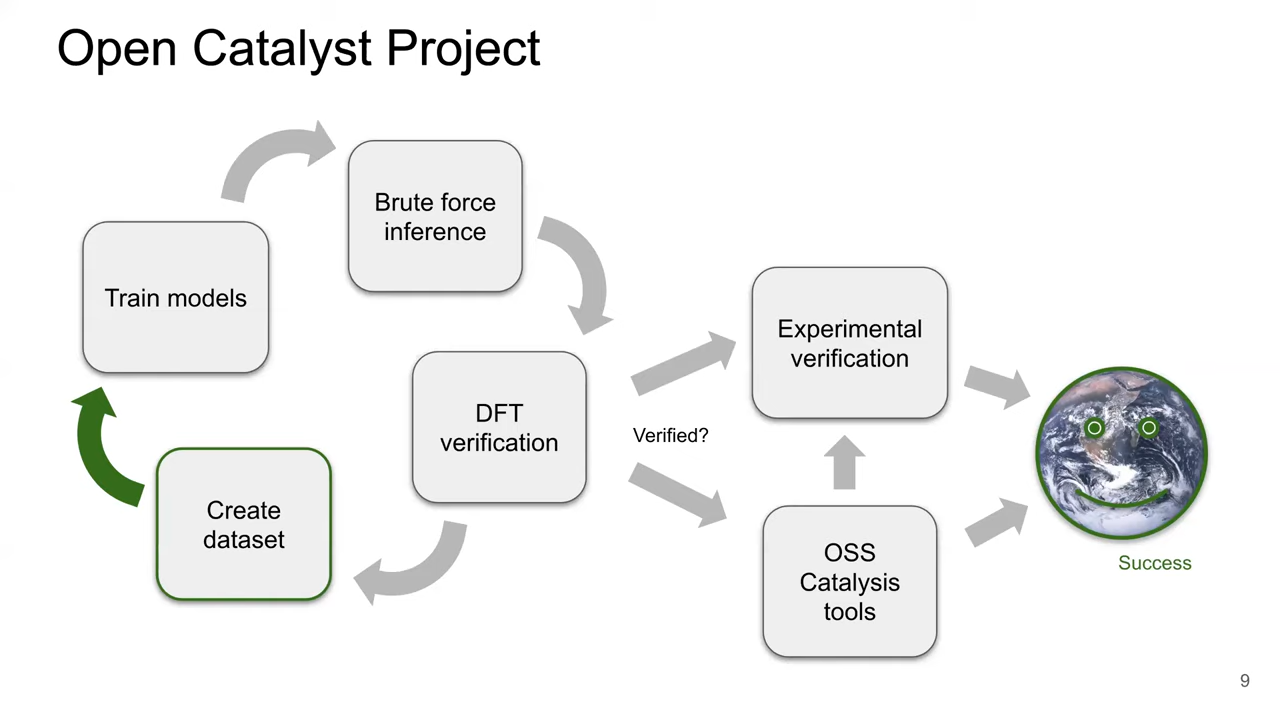 Open Catalyst Project
Brute force
inference
Train models
Experimental
verification
DFT
verification
Verified?
Create
dataset
OSS
Catalysis
tools
Success
9